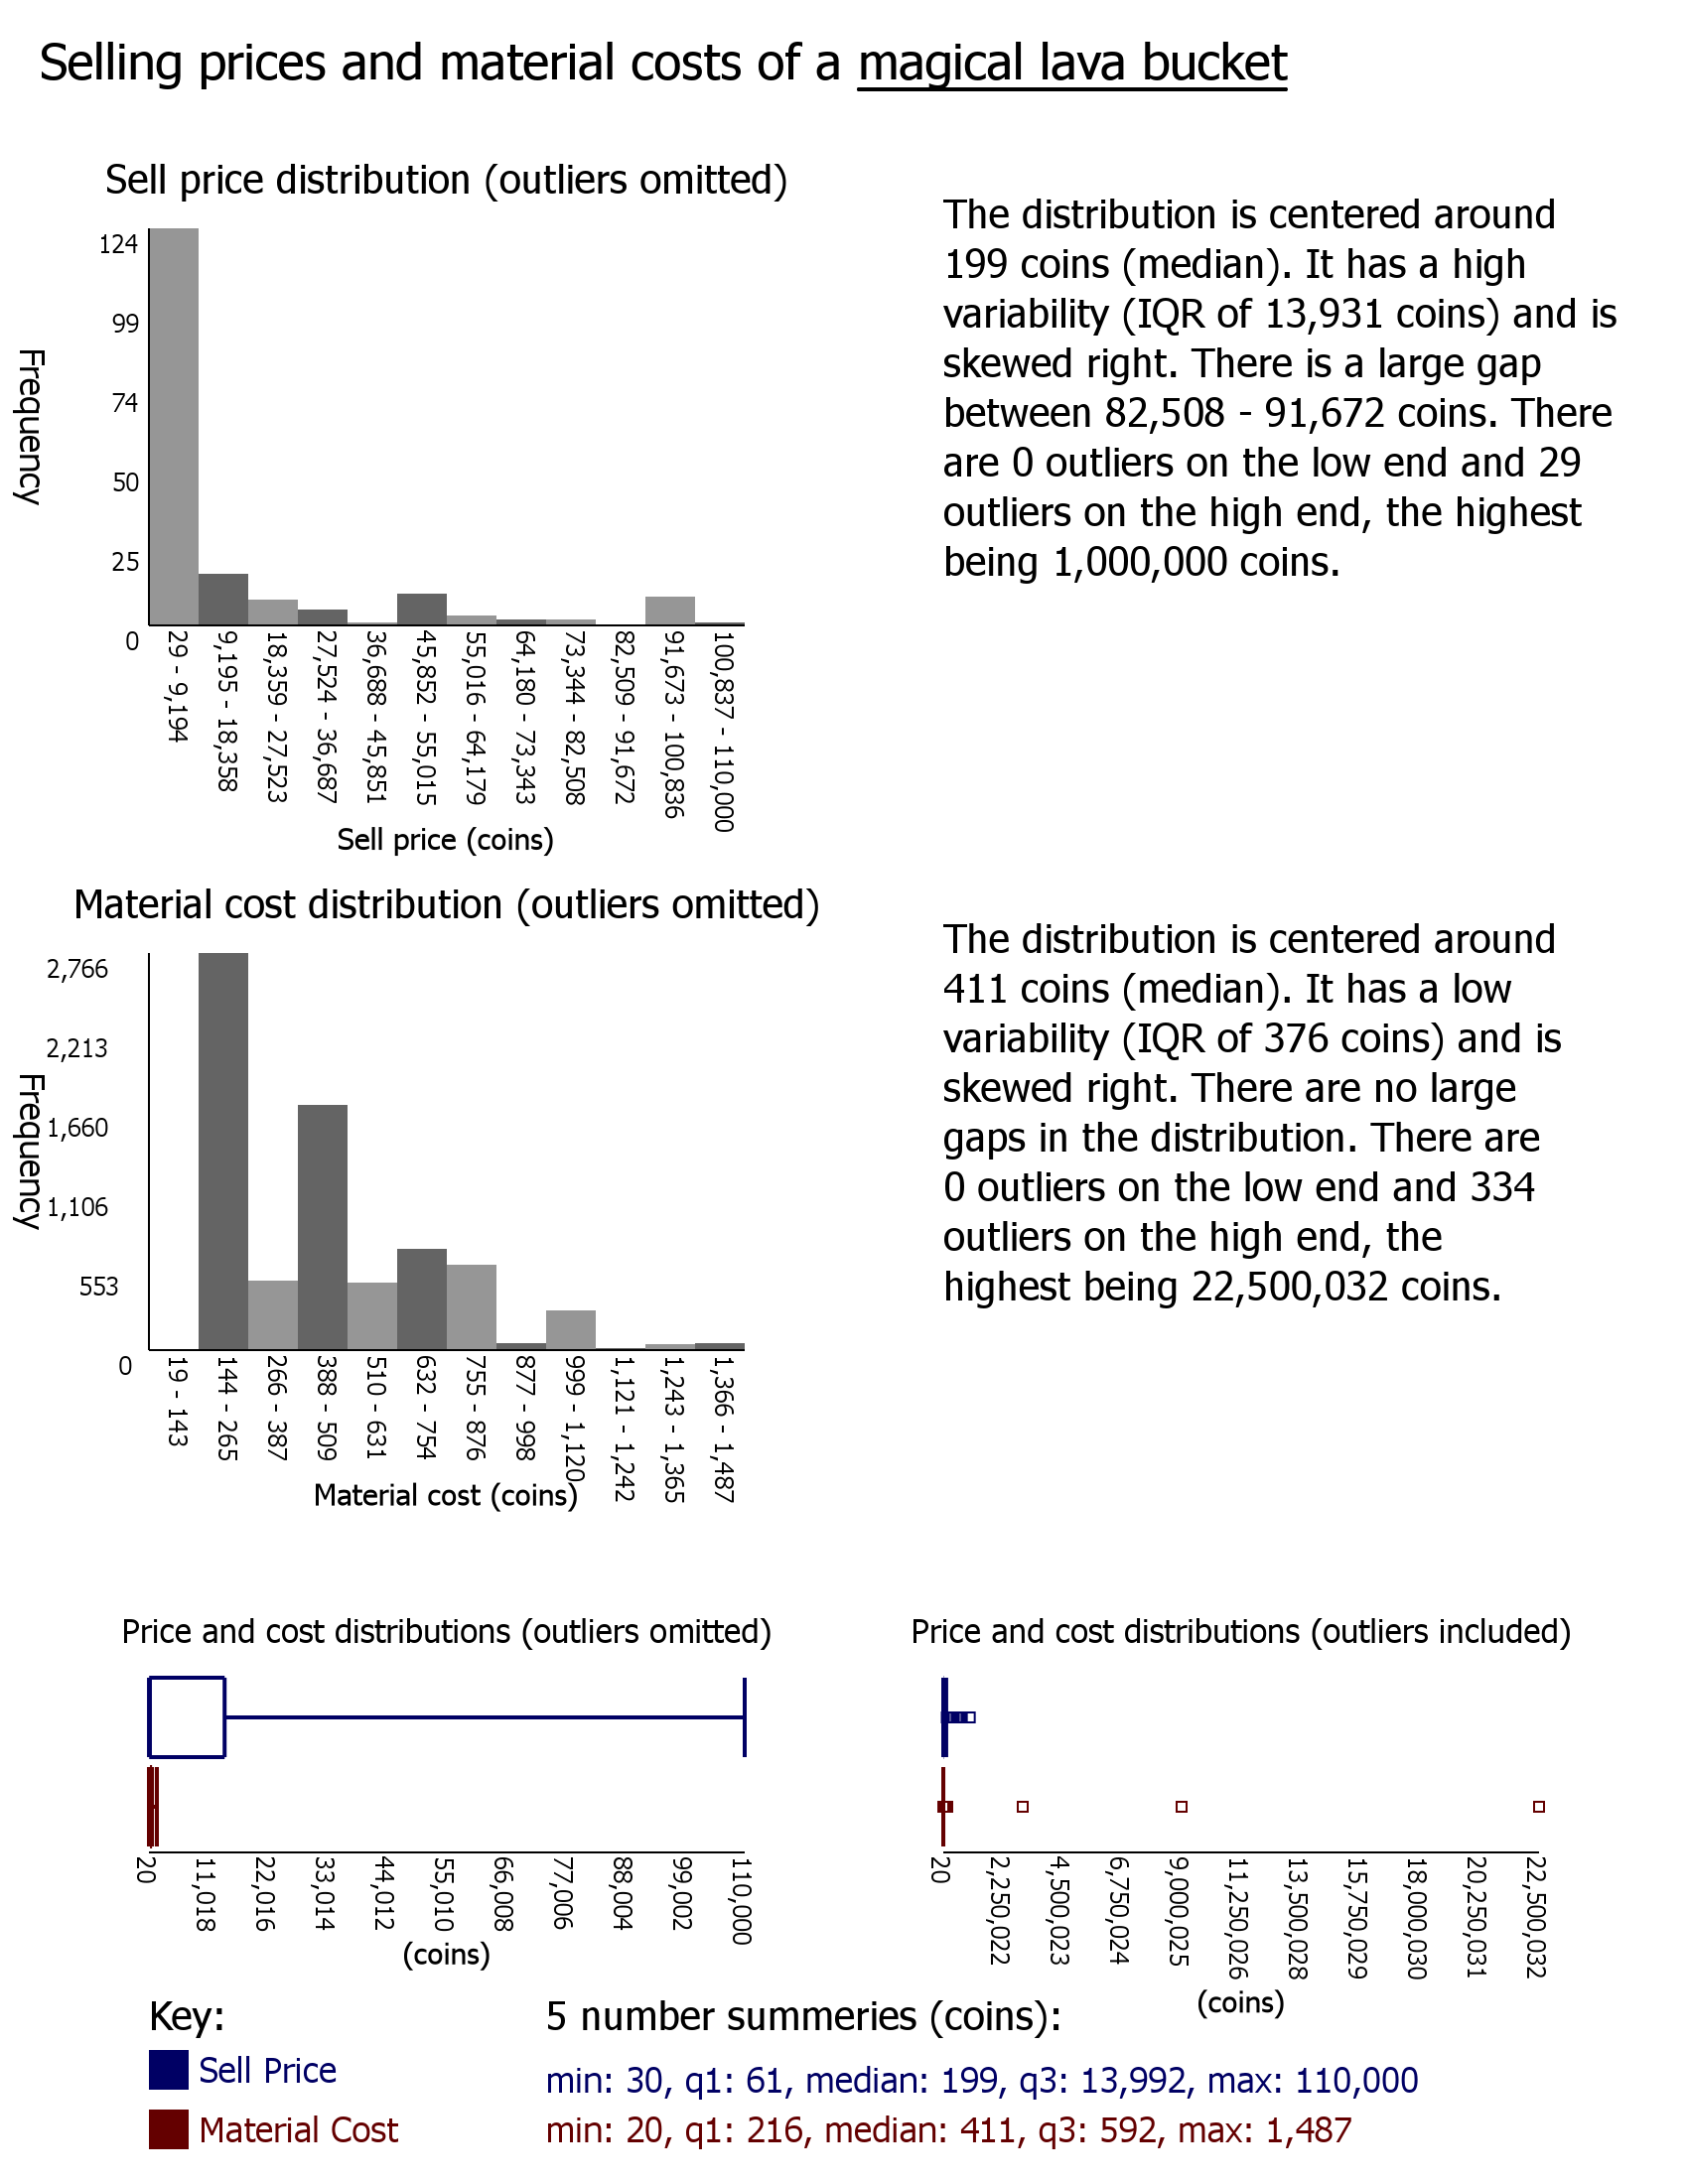 Selling prices and material costs of a magical lava bucket
Sell price distribution (outliers omitted)
124
99
74
50
25
0
Frequency
29 - 9,194
9,195 - 18,358
18,359 - 27,523
27,524 - 36,687
36,688 - 45,851
45,852 - 55,015
55,016 - 64,179
64,180 - 73,343
73,344 - 82,508
82,509 - 91,672
91,673 - 100,836
100,837 - 110,000
Sell price (coins)
The distribution is centered around
199 coins (median). It has a high
variability (IQR of 13,931 coins) and is
skewed right. There is a large gap
between 82,508 - 91,672 coins. There
are 0 outliers on the low end and 29
outliers on the high end, the highest
being 1,000,000 coins.
Material cost distribution (outliers omitted)
2,766
2,213
1,660
1,106
553
0
Frequency
19 - 143
144 - 265
266 - 387
388 - 509
510 - 631
632 - 754
755 - 876
877 - 998
999 - 1,120
1,121 - 1,242
1,243 - 1,365
1,366 - 1,487
Material cost (coins)
The distribution is centered around
411 coins (median). It has a low
variability (IQR of 376 coins) and is
skewed right. There are no large
gaps in the distribution. There are
0 outliers on the low end and 334
outliers on the high end, the
highest being 22,500,032 coins.
Price and cost distributions (outliers omitted)
20
11,018
22,016
33,014
44,012
55,010
66,008
77,006
88,004
99,002
110,000
(coins)
Price and cost distributions (outliers included)
20
2,250,022
4,500,023
6,750,024
9,000,025
11,250,026
13,500,028
15,750,029
18,000,030
20,250,031
22,500,032
(coins)
Key:
Sell Price
Material Cost
5 number summeries (coins):
min: 30, q1: 61, median: 199, q3: 13,992, max: 110,000
min: 20, q1: 216, median: 411, q3: 592, max: 1,487